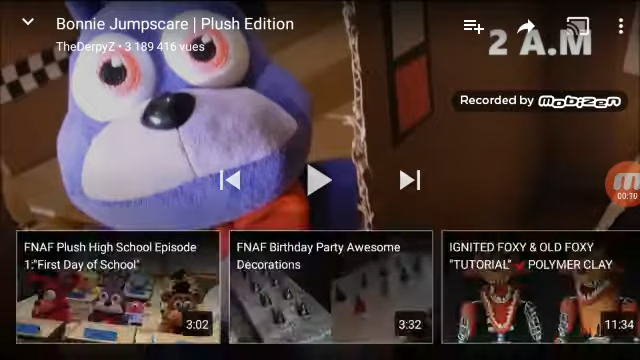 Bonnie Jumpscare | Plush Edition
TheDerpyZ • 3 189 416 vues
2 A.M
Recorded by mobizen
00:30
FNAF Plush High School Episode
1:"First Day of School"
3:02
FNAF Birthday Party Awesome
Decorations
3:32
IGNITED FOXY & OLD FOXY
"TUTORIAL" ✔ POLYMER CLAY
11:34